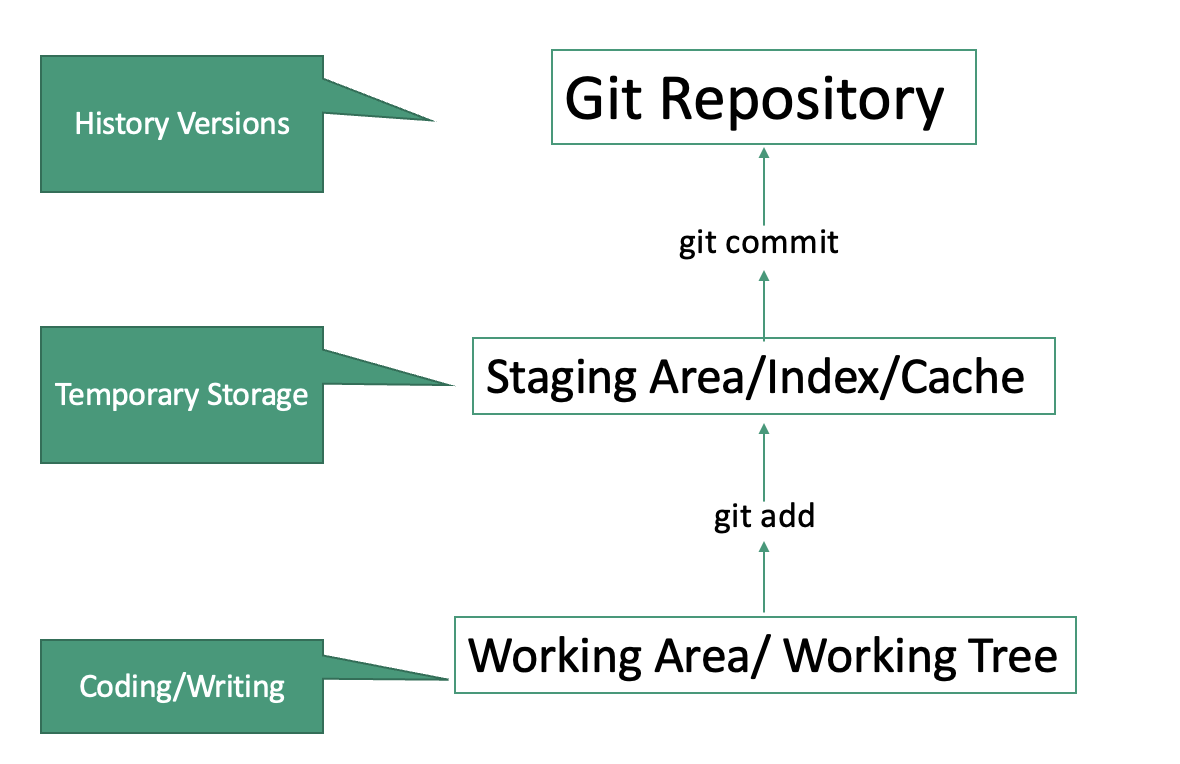 History Versions
Git Repository
git commit
Temporary Storage
Staging Area/Index/Cache
git add
Coding/Writing
Working Area/ Working Tree